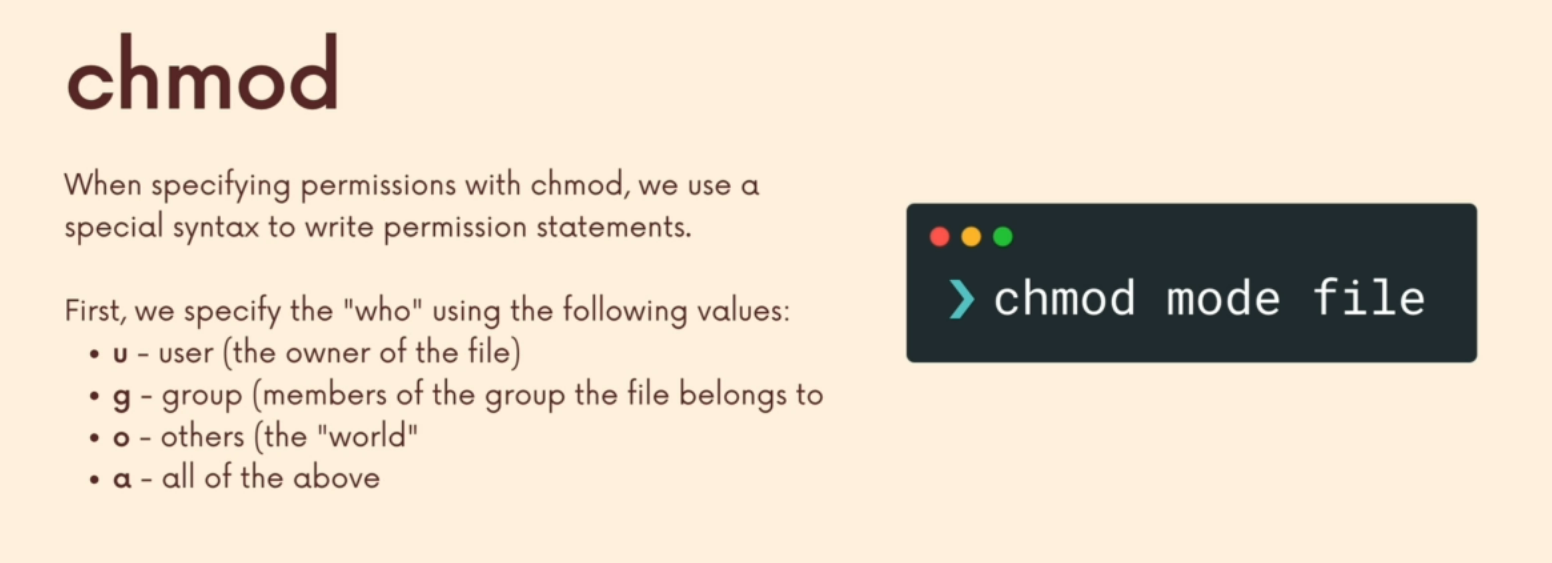 chmod
When specifying permissions with chmod, we use a
special syntax to write permission statements.
First, we specify the "who" using the following values:
• u - user (the owner of the file)
• g - group (members of the group the file belongs to
• o - others (the "world"
• a - all of the above
❯ chmod mode file